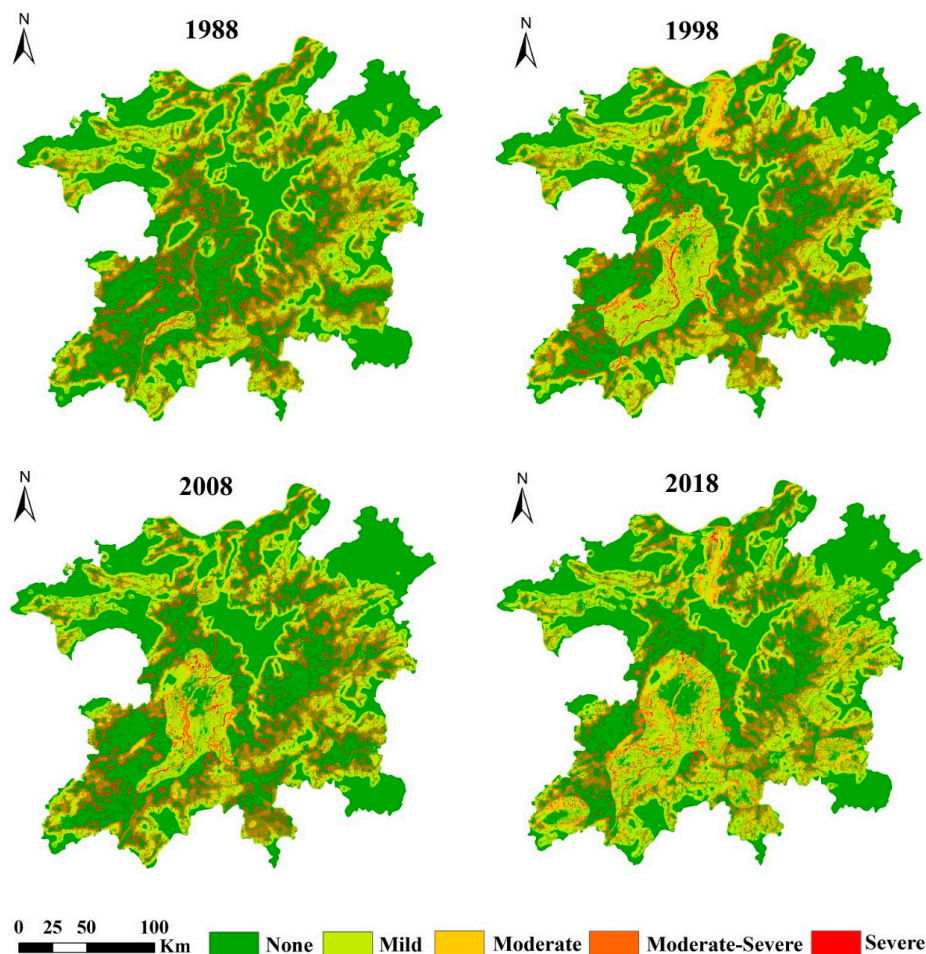 N
1988
N
1998
N
2008
N
2018
0 25 50 100
Km
None
Mild
Moderate
Moderate-Severe
Severe